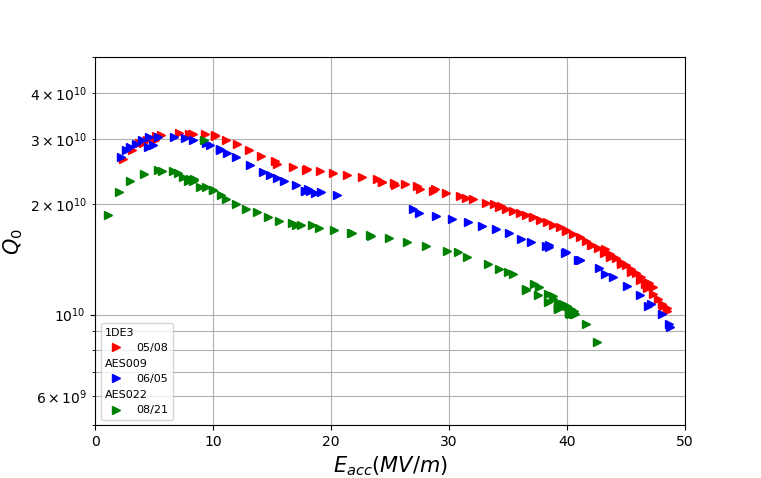 4 × 10¹⁰
3 × 10¹⁰
2 × 10¹⁰
10¹⁰
6 × 10⁹
Q₀
1DE3
05/08
AES009
06/05
AES022
08/21
0 10 20 30 40 50
E_acc(MV/m)